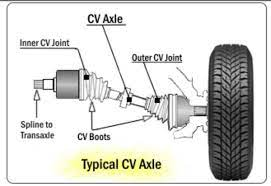 CV Axle
Inner CV Joint
Outer CV Joint
Spline to
Transaxle
CV Boots
Typical CV Axle